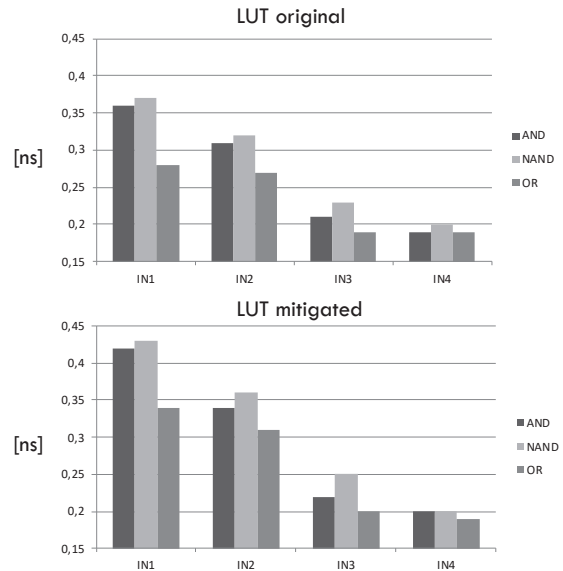 LUT original
0,45
0,4
0,35
[ns]
0,3
0,25
0,2
0,15
IN1 IN2 IN3 IN4
AND
NAND
OR
LUT mitigated
0,45
0,4
0,35
[ns]
0,3
0,25
0,2
0,15
IN1 IN2 IN3 IN4
AND
NAND
OR